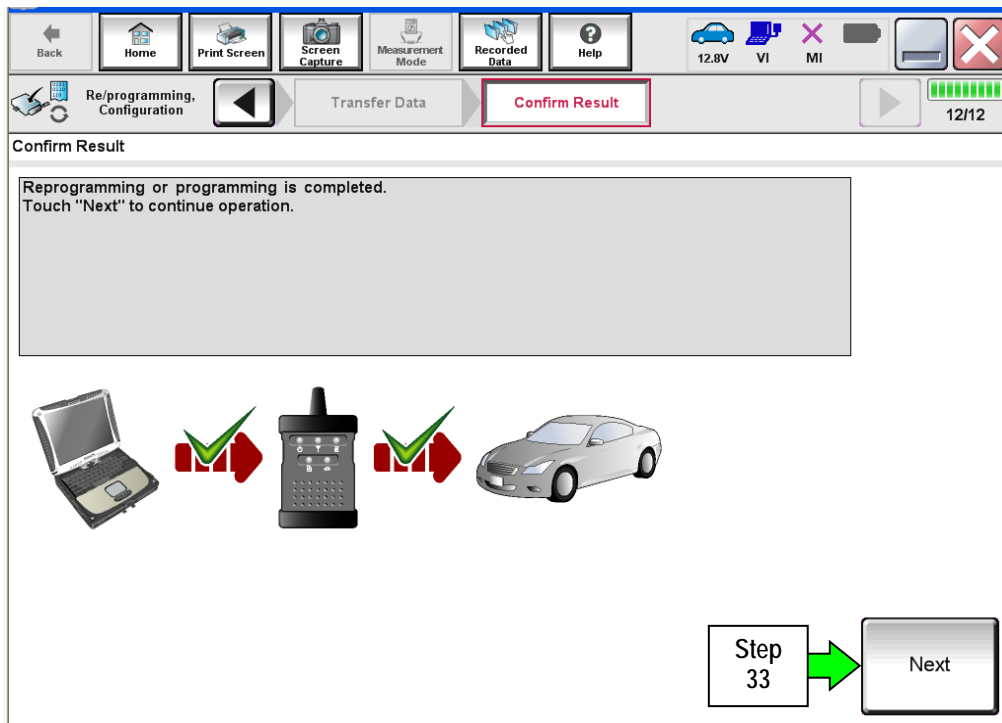 Back
Home
Print Screen
Screen
Capture
Measurement
Mode
Recorded
Data
Help
12.8V
VI
MI
Re/programming,
Configuration
Transfer Data
Confirm Result
12/12
Confirm Result
Reprogramming or programming is completed.
Touch "Next" to continue operation.
Step
33
Next